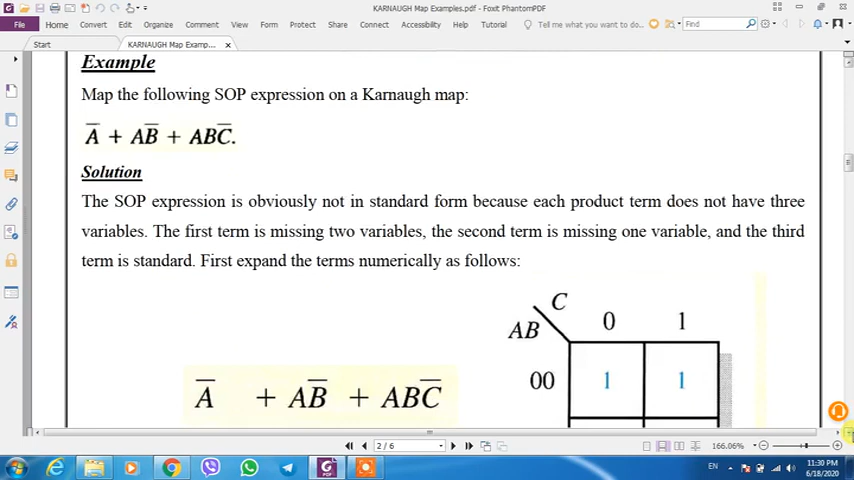 KARNAUGH Map Examples.pdf - Foxit PhantomPDF
File Home Convert Edit Organize Comment View Form Protect Share Connect Accessibility Help Tutorial Tell me what you want to do... Find
Start KARNAUGH Map Examp...
Example
Map the following SOP expression on a Karnaugh map:
A̅ + AB̅ + ABC̅.
Solution
The SOP expression is obviously not in standard form because each product term does not have three
variables. The first term is missing two variables, the second term is missing one variable, and the third
term is standard. First expand the terms numerically as follows:
C
AB 0 1
00 1 1
A̅ + AB̅ + ABC̅
2 / 6 166.06%
EN 11:30 PM
6/18/2020